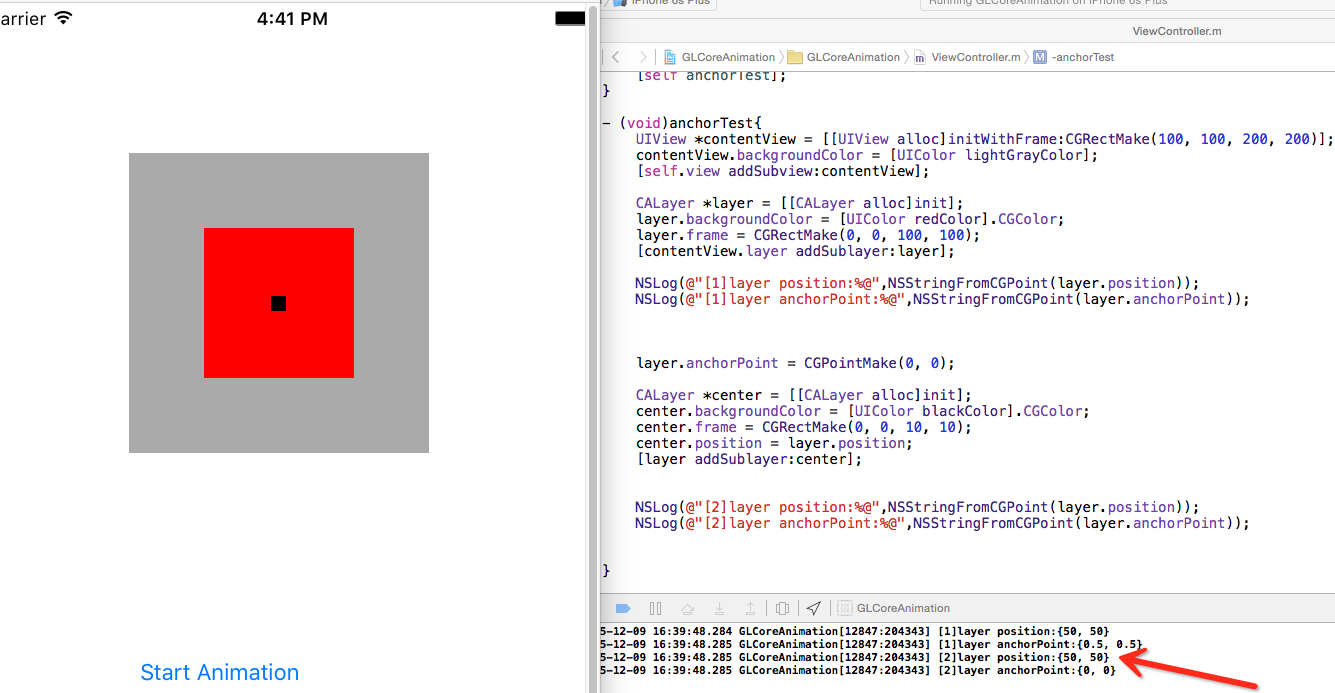 arrier
4:41 PM
Start Animation
iPhone 6s Plus
Running GLCoreAnimation on iPhone 6s Plus
ViewController.m
GLCoreAnimation
GLCoreAnimation
m ViewController.m
M -anchorTest
[self anchorTest];
}
- (void)anchorTest{
UIView *contentView = [[UIView alloc]initWithFrame:CGRectMake(100, 100, 200, 200)];
contentView.backgroundColor = [UIColor lightGrayColor];
[self.view addSubview:contentView];
CALayer *layer = [[CALayer alloc]init];
layer.backgroundColor = [UIColor redColor].CGColor;
layer.frame = CGRectMake(0, 0, 100, 100);
[contentView.layer addSublayer:layer];
NSLog(@"[1]layer position:%@",NSStringFromCGPoint(layer.position));
NSLog(@"[1]layer anchorPoint:%@",NSStringFromCGPoint(layer.anchorPoint));
layer.anchorPoint = CGPointMake(0, 0);
CALayer *center = [[CALayer alloc]init];
center.backgroundColor = [UIColor blackColor].CGColor;
center.frame = CGRectMake(0, 0, 10, 10);
center.position = layer.position;
[layer addSublayer:center];
NSLog(@"[2]layer position:%@",NSStringFromCGPoint(layer.position));
NSLog(@"[2]layer anchorPoint:%@",NSStringFromCGPoint(layer.anchorPoint));
}
GLCoreAnimation
5-12-09 16:39:48.284 GLCoreAnimation[12847:204343] [1]layer position:{50, 50}
5-12-09 16:39:48.285 GLCoreAnimation[12847:204343] [1]layer anchorPoint:{0.5, 0.5}
5-12-09 16:39:48.285 GLCoreAnimation[12847:204343] [2]layer position:{50, 50}
5-12-09 16:39:48.285 GLCoreAnimation[12847:204343] [2]layer anchorPoint:{0, 0}